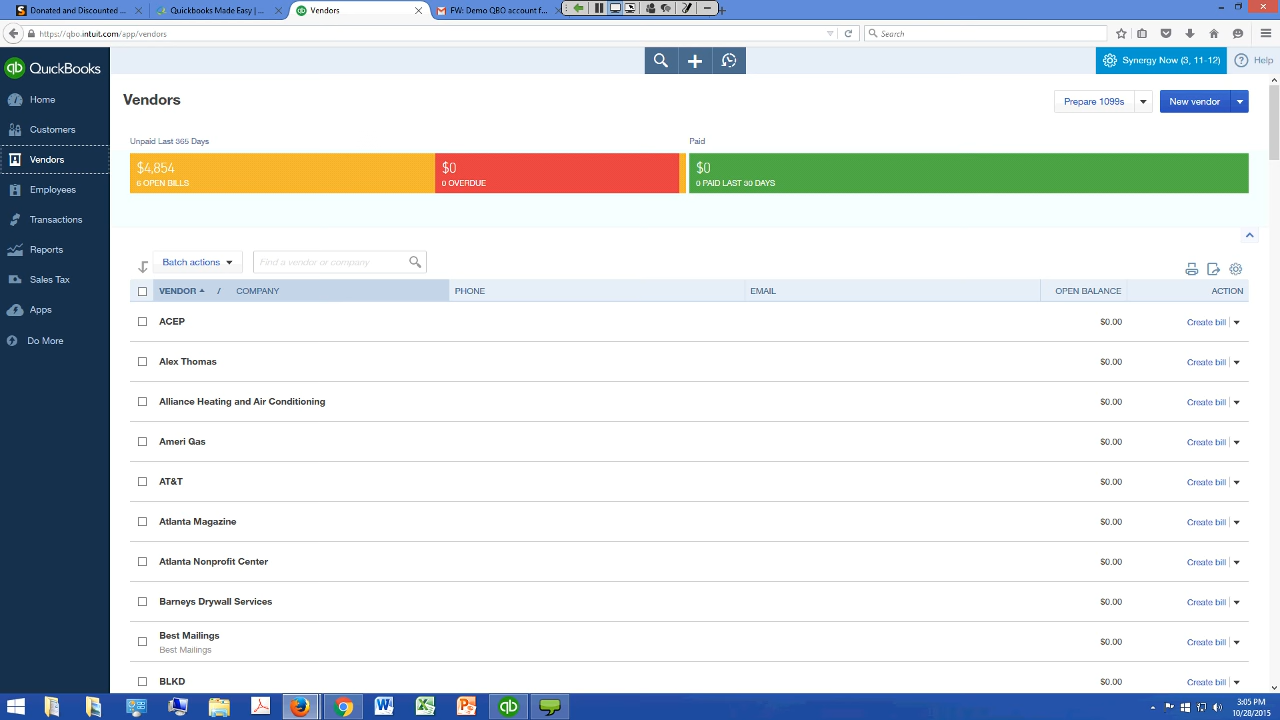 Donated and Discounted ...
Quickbooks Made Easy | ...
Vendors
FW: Demo QBO account f...
https://qbo.intuit.com/app/vendors
Search
QuickBooks
Synergy Now (3, 11-12)
Help
Home
Customers
Vendors
Employees
Transactions
Reports
Sales Tax
Apps
Do More
Vendors
Prepare 1099s
New vendor
Unpaid Last 365 Days
Paid
$4,854
6 OPEN BILLS
$0
0 OVERDUE
$0
0 PAID LAST 30 DAYS
Batch actions
Find a vendor or company
VENDOR / COMPANY PHONE EMAIL OPEN BALANCE ACTION
ACEP $0.00 Create bill
Alex Thomas $0.00 Create bill
Alliance Heating and Air Conditioning $0.00 Create bill
Ameri Gas $0.00 Create bill
AT&T $0.00 Create bill
Atlanta Magazine $0.00 Create bill
Atlanta Nonprofit Center $0.00 Create bill
Barneys Drywall Services $0.00 Create bill
Best Mailings $0.00 Create bill
Best Mailings
BLKD $0.00 Create bill
3:05 PM
10/28/2015